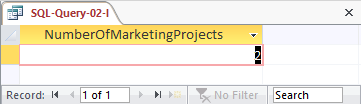 SQL-Query-02-I
NumberOfMarketingProjects
2
Record: 1 of 1 No Filter Search